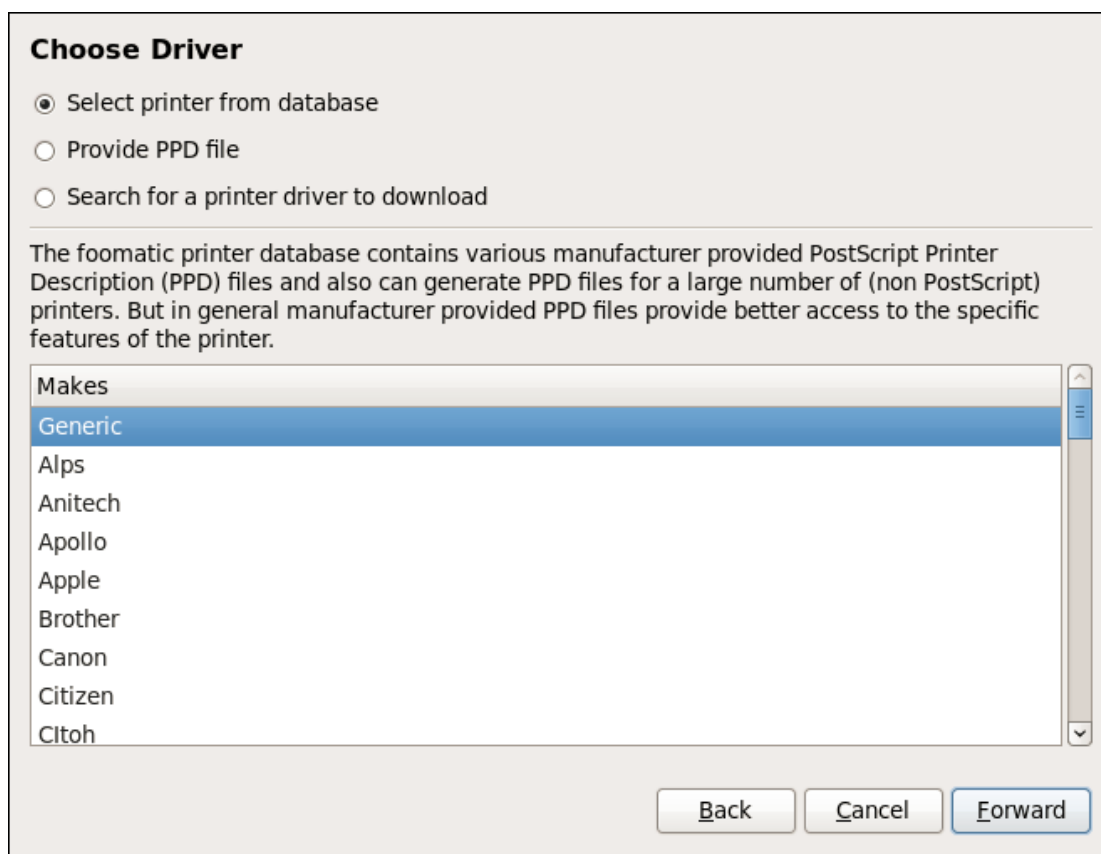 Choose Driver
Select printer from database
Provide PPD file
Search for a printer driver to download
The foomatic printer database contains various manufacturer provided PostScript Printer
Description (PPD) files and also can generate PPD files for a large number of (non PostScript)
printers. But in general manufacturer provided PPD files provide better access to the specific
features of the printer.
Makes
Generic
Alps
Anitech
Apollo
Apple
Brother
Canon
Citizen
CItoh
Back Cancel Forward